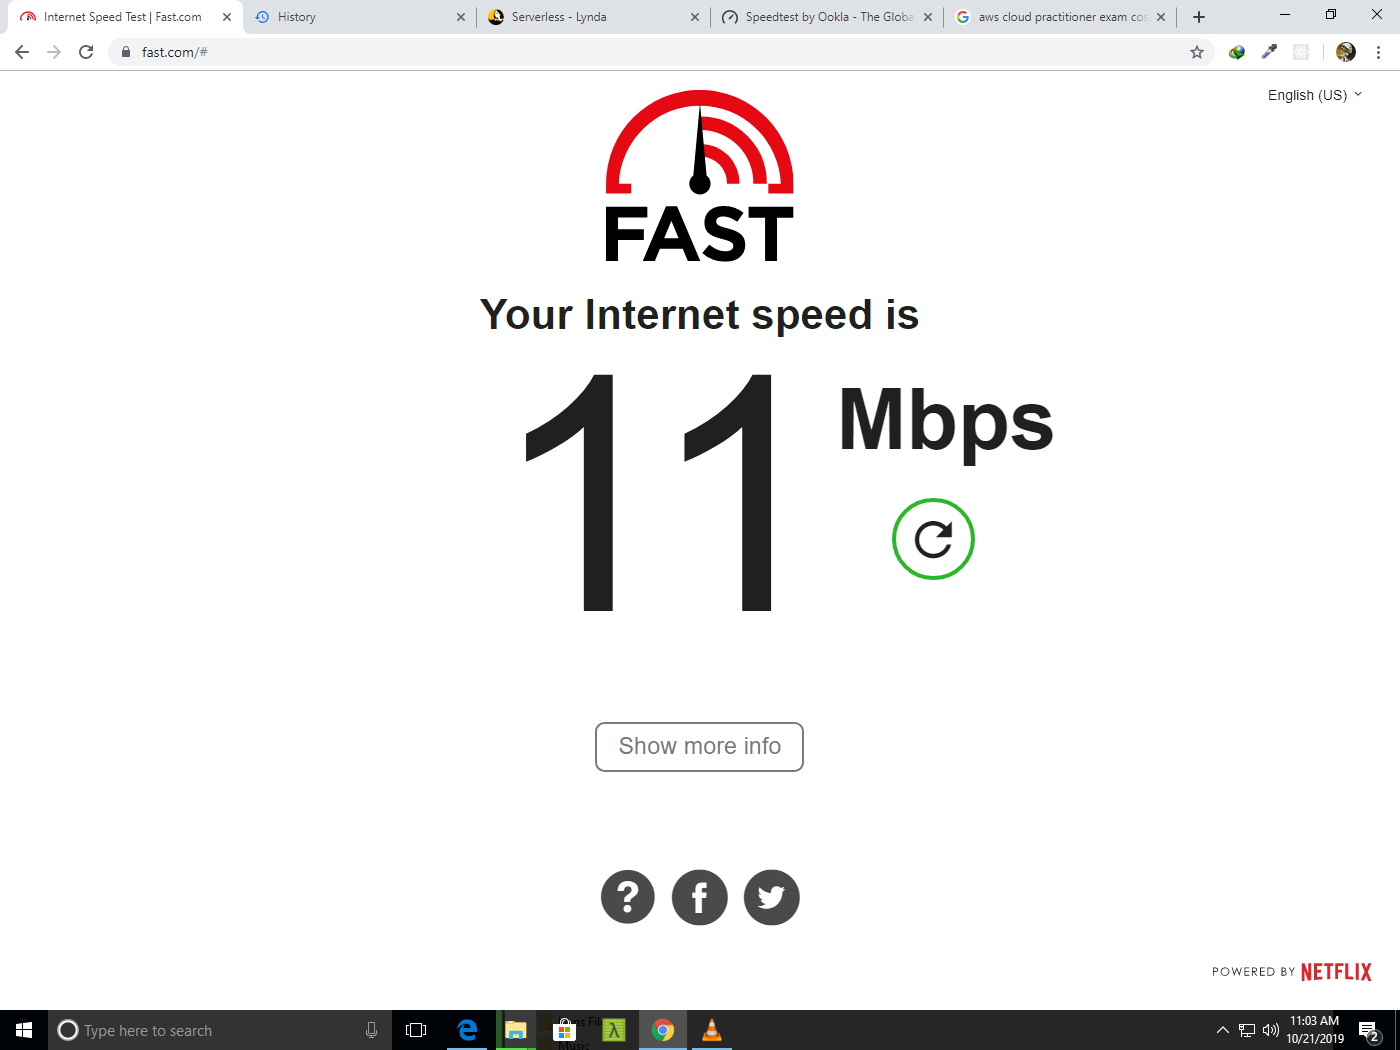 Internet Speed Test | Fast.com
History
Serverless - Lynda
Speedtest by Ookla - The Globa
aws cloud practitioner exam cos
fast.com/#
English (US)
FAST
Your Internet speed is
11 Mbps
Show more info
?
f
POWERED BY NETFLIX
Type here to search
Music
11:03 AM
10/21/2019
2